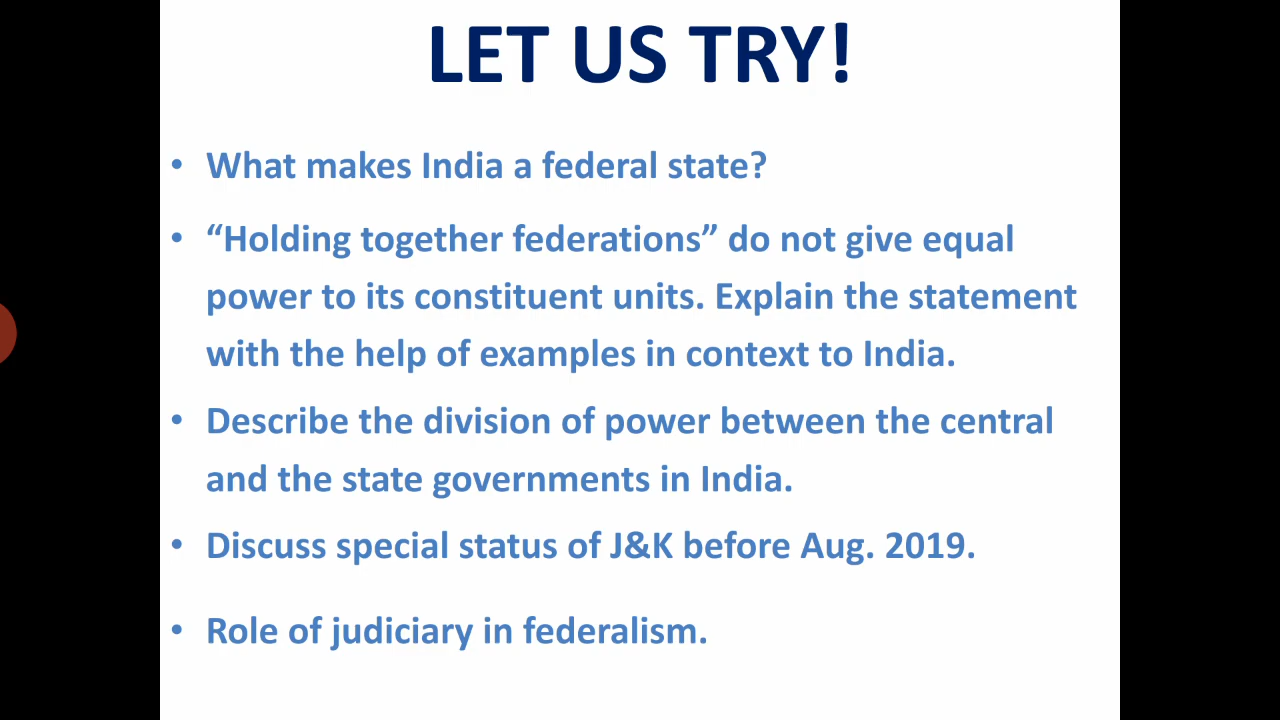 LET US TRY!
• What makes India a federal state?
• “Holding together federations” do not give equal
power to its constituent units. Explain the statement
with the help of examples in context to India.
• Describe the division of power between the central
and the state governments in India.
• Discuss special status of J&K before Aug. 2019.
• Role of judiciary in federalism.